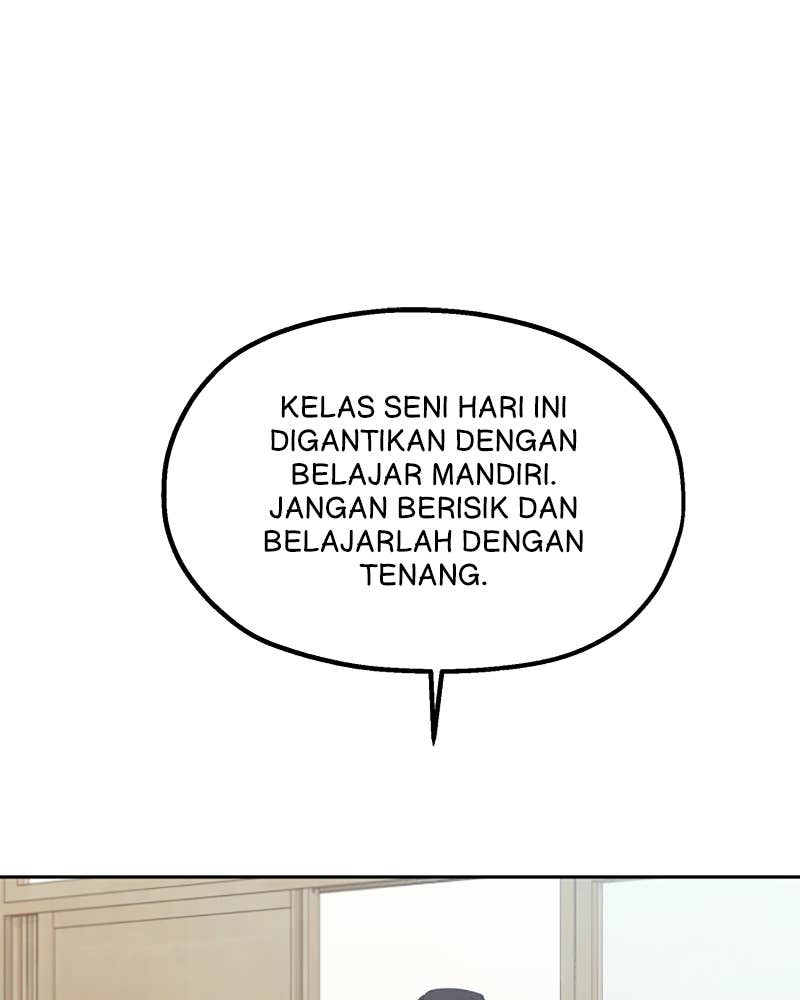 KELAS SENI HARI INI
DIGANTIKAN DENGAN
BELAJAR MANDIRI.
JANGAN BERISIK DAN
BELAJARLAH DENGAN
TENANG.